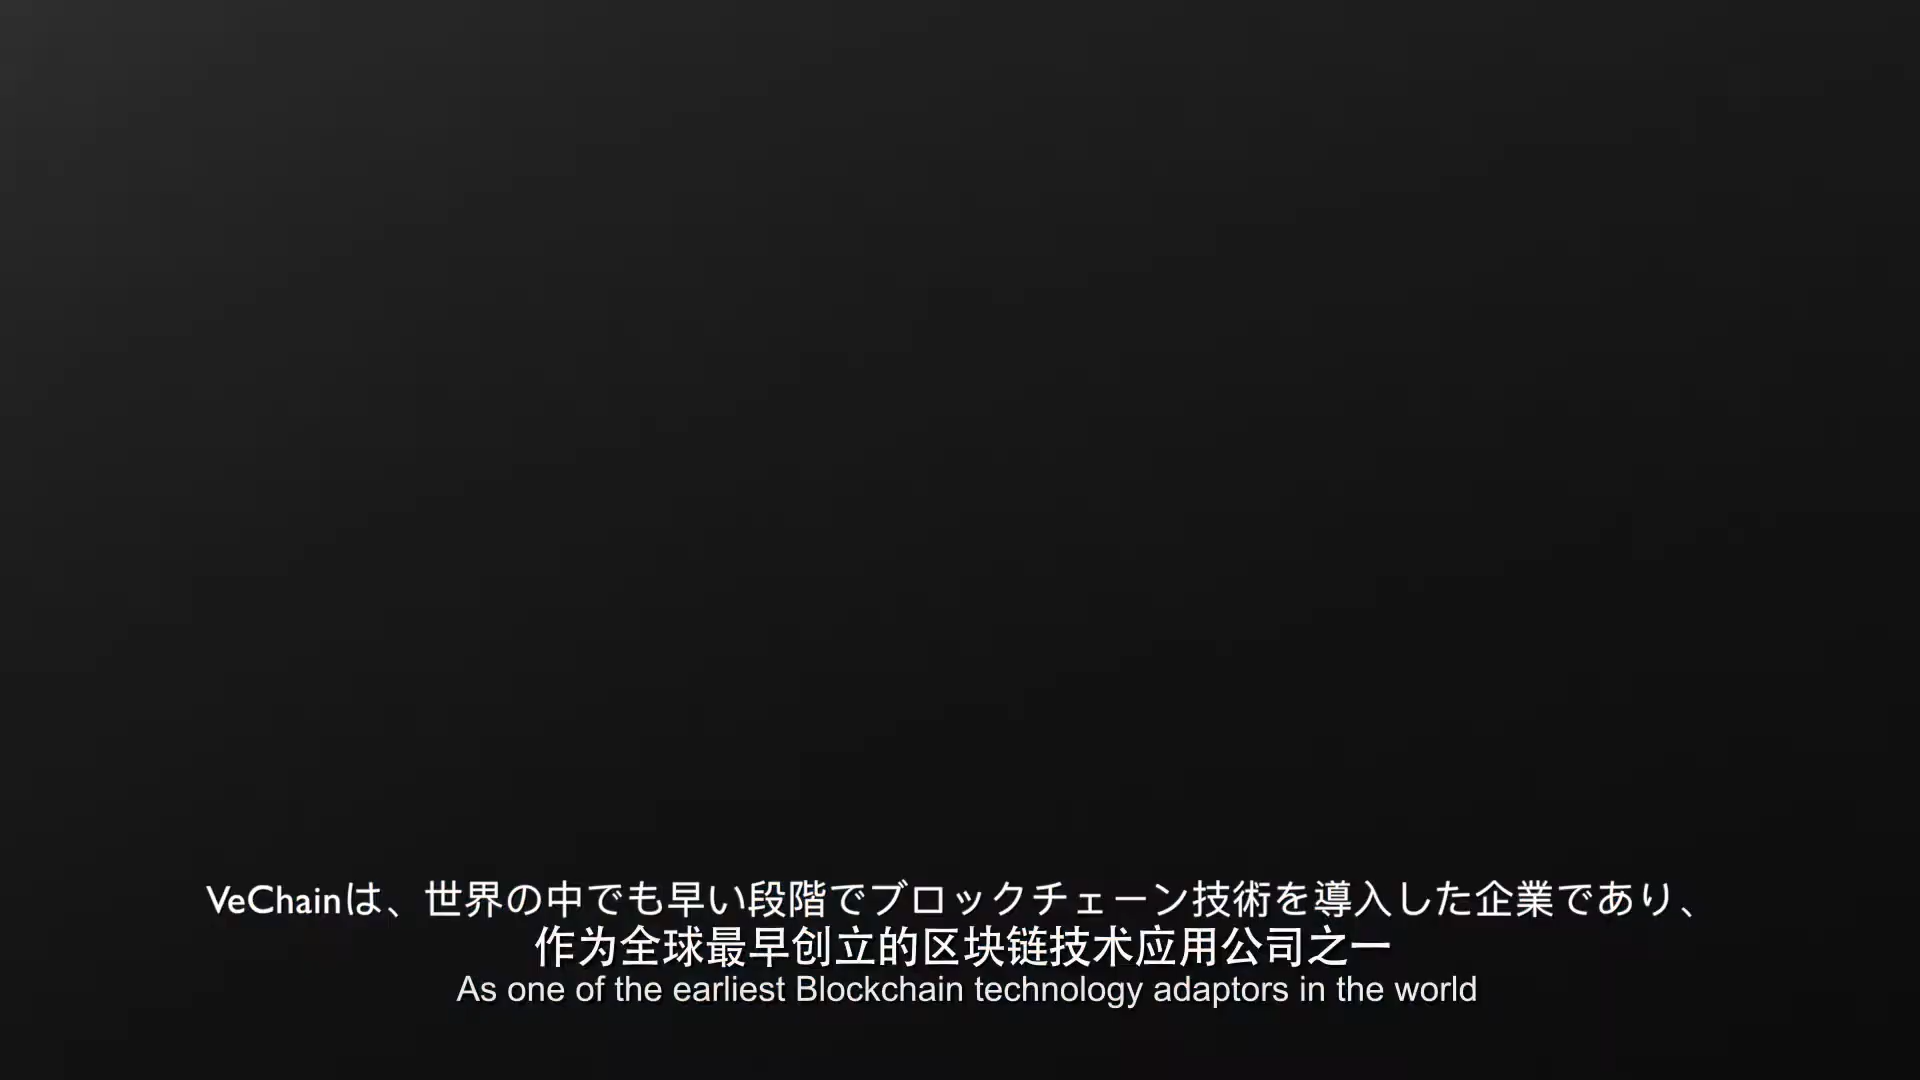 VeChainは、世界の中でも早い段階でブロックチェーン技術を導入した企業であり、
作为全球最早创立的区块链技术应用公司之一
As one of the earliest Blockchain technology adaptors in the world